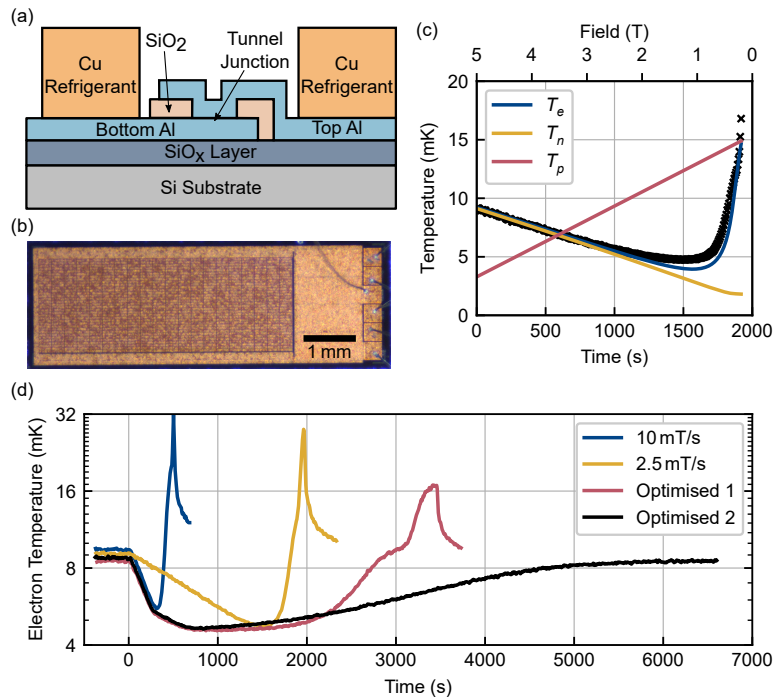 (a)
SiO2
Tunnel
Junction
Cu
Refrigerant
Cu
Refrigerant
Bottom Al
Top Al
SiOx Layer
Si Substrate
(b)
1 mm
(c)
Field (T)
5 4 3 2 1 0
20
15
10
5
0
Temperature (mK)
Te
Tn
Tp
0 500 1000 1500 2000
Time (s)
(d)
32
16
8
4
Electron Temperature (mK)
10 mT/s
2.5 mT/s
Optimised 1
Optimised 2
0 1000 2000 3000 4000 5000 6000 7000
Time (s)